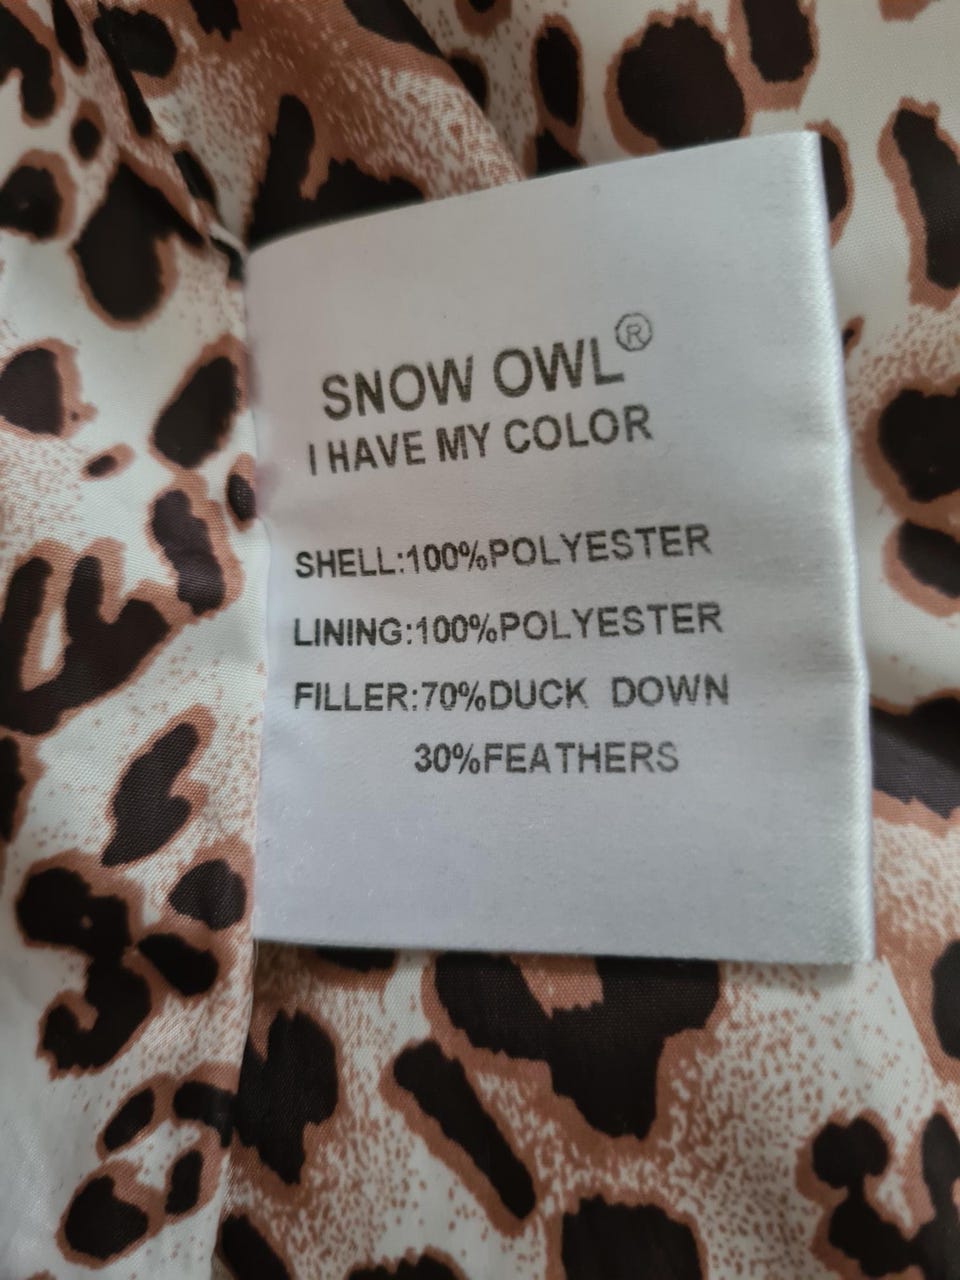 SNOW OWL®
I HAVE MY COLOR
SHELL:100%POLYESTER
LINING:100%POLYESTER
FILLER:70%DUCK DOWN
30%FEATHERS